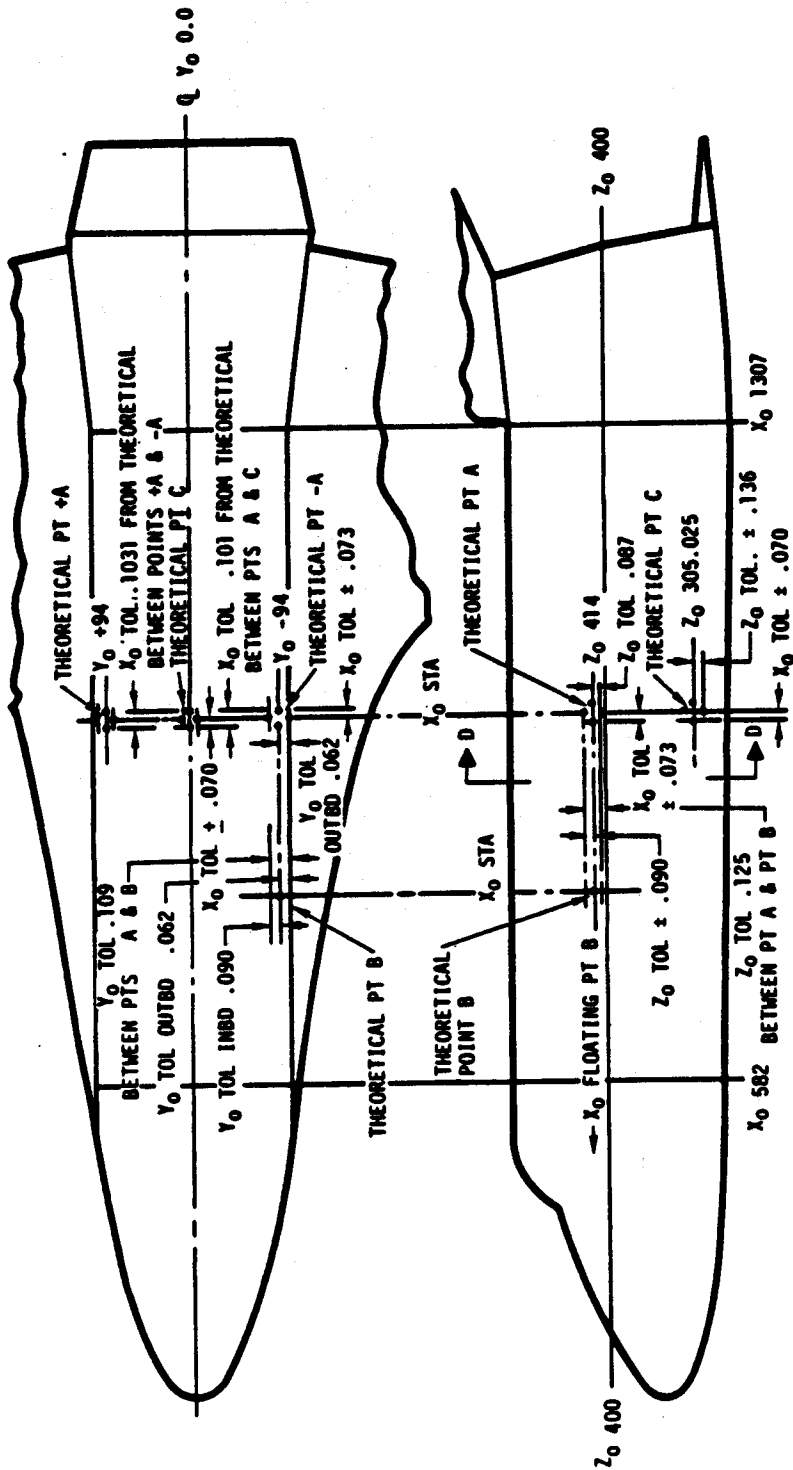 ℄ Y₀ 0.0
THEORETICAL PT +A
Y₀ +94
X₀ TOL..1031 FROM THEORETICAL
BETWEEN POINTS +A & -A
THEORETICAL PT C
X₀ TOL .101 FROM THEORETICAL
BETWEEN PTS A & C
Y₀ -94
THEORETICAL PT -A
X₀ TOL ± .073
Y₀ TOL .109
BETWEEN PTS A & B
Y₀ TOL OUTBD .062
X₀ TOL ± .070
Y₀ TOL INBD .090
Y₀ TOL
OUTBD .062
THEORETICAL PT B
X₀ STA
X₀ STA
THEORETICAL
POINT B
THEORETICAL PT A
D
Z₀ 400
Z₀ 400
X₀ FLOATING PT B
Z₀ 414
Z₀ TOL .087
THEORETICAL PT C
Z₀ 305.025
Z₀ TOL. ± .136
X₀ TOL ± .070
X₀ TOL
± .073
D
Z₀ TOL ± .090
Z₀ TOL .125
BETWEEN PT A & PT B
X₀ 582
X₀ 1307